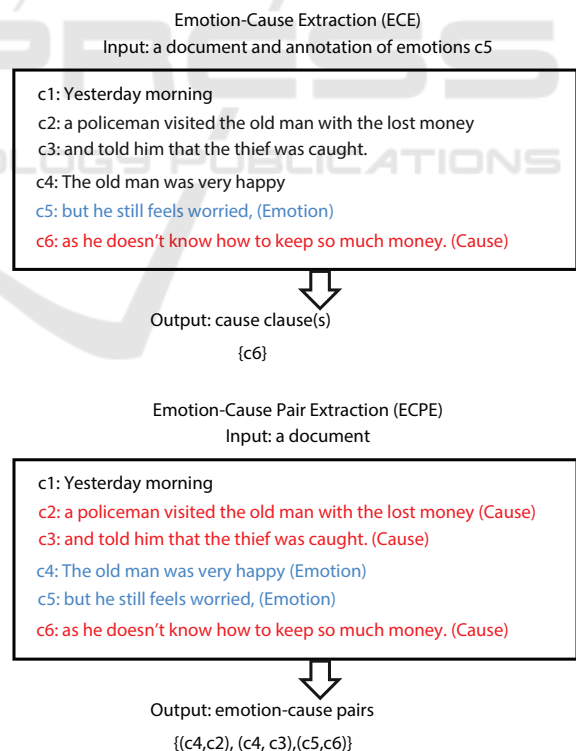 Emotion-Cause Extraction (ECE)
Input: a document and annotation of emotions c5
c1: Yesterday morning
c2: a policeman visited the old man with the lost money
c3: and told him that the thief was caught.
c4: The old man was very happy
c5: but he still feels worried, (Emotion)
c6: as he doesn't know how to keep so much money. (Cause)
Output: cause clause(s)
{c6}
Emotion-Cause Pair Extraction (ECPE)
Input: a document
c1: Yesterday morning
c2: a policeman visited the old man with the lost money (Cause)
c3: and told him that the thief was caught. (Cause)
c4: The old man was very happy (Emotion)
c5: but he still feels worried, (Emotion)
c6: as he doesn't know how to keep so much money. (Cause)
Output: emotion-cause pairs
{(c4,c2), (c4, c3),(c5,c6)}